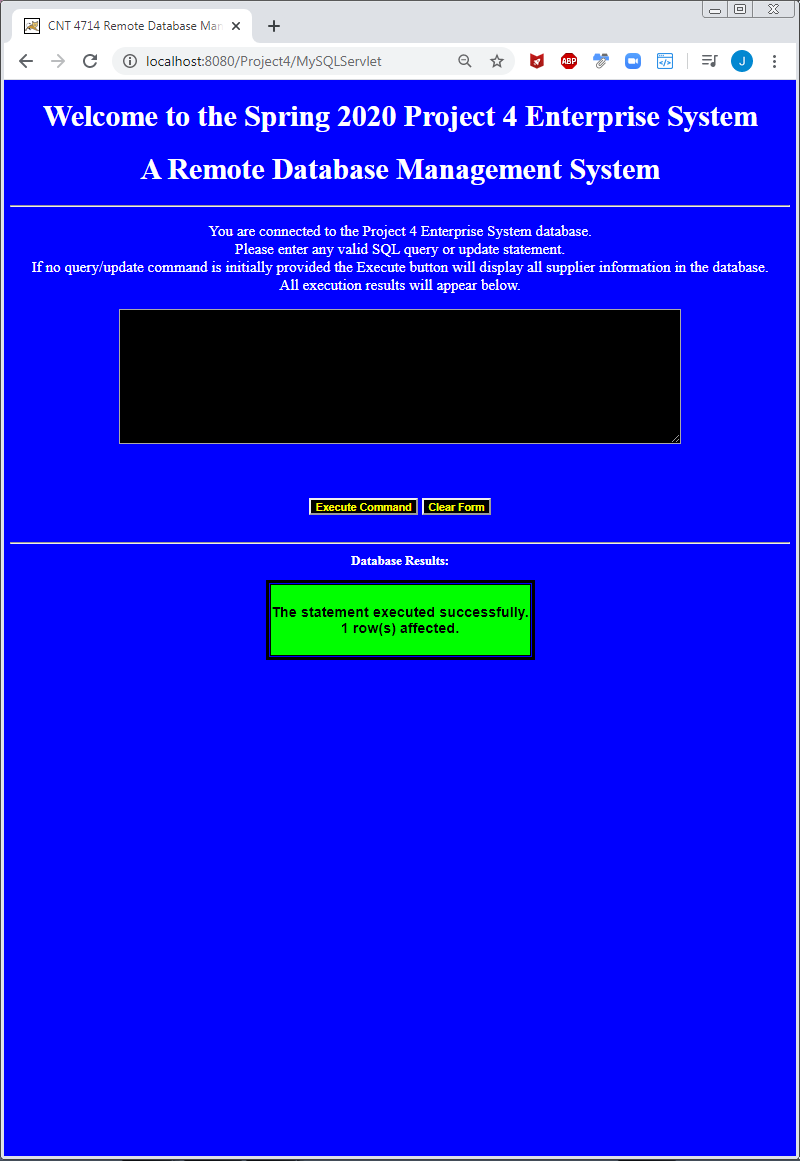 CNT 4714 Remote Database Man
localhost:8080/Project4/MySQLServlet
ABP
J
Welcome to the Spring 2020 Project 4 Enterprise System
A Remote Database Management System
You are connected to the Project 4 Enterprise System database.
Please enter any valid SQL query or update statement.
If no query/update command is initially provided the Execute button will display all supplier information in the database.
All execution results will appear below.
Execute Command Clear Form
Database Results:
The statement executed successfully.
1 row(s) affected.